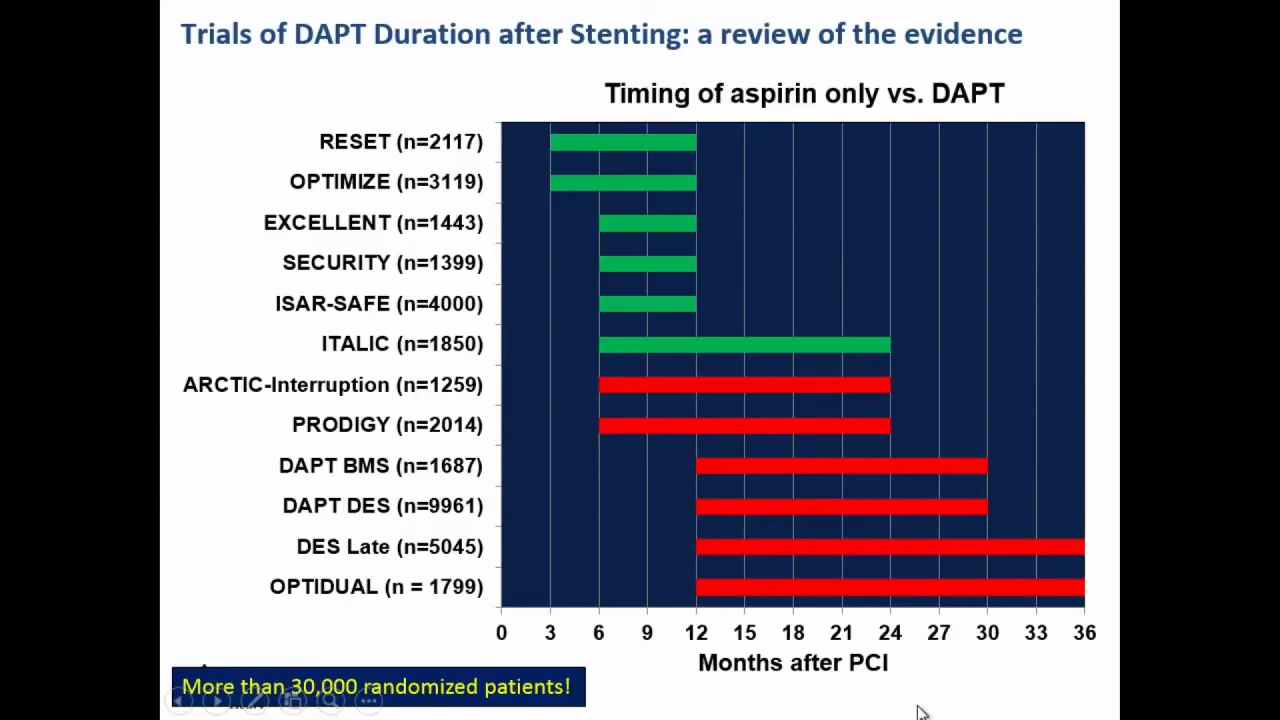 Trials of DAPT Duration after Stenting: a review of the evidence
Timing of aspirin only vs. DAPT
RESET (n=2117)
OPTIMIZE (n=3119)
EXCELLENT (n=1443)
SECURITY (n=1399)
ISAR-SAFE (n=4000)
ITALIC (n=1850)
ARCTIC-Interruption (n=1259)
PRODIGY (n=2014)
DAPT BMS (n=1687)
DAPT DES (n=9961)
DES Late (n=5045)
OPTIDUAL (n = 1799)
0 3 6 9 12 15 18 21 24 27 30 33 36
Months after PCI
More than 30,000 randomized patients!